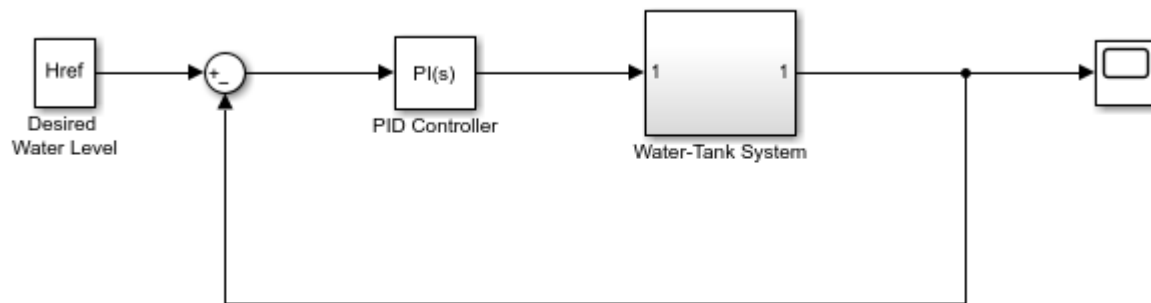 Href
Desired
Water Level
+
−
PI(s)
PID Controller
1
1
Water-Tank System